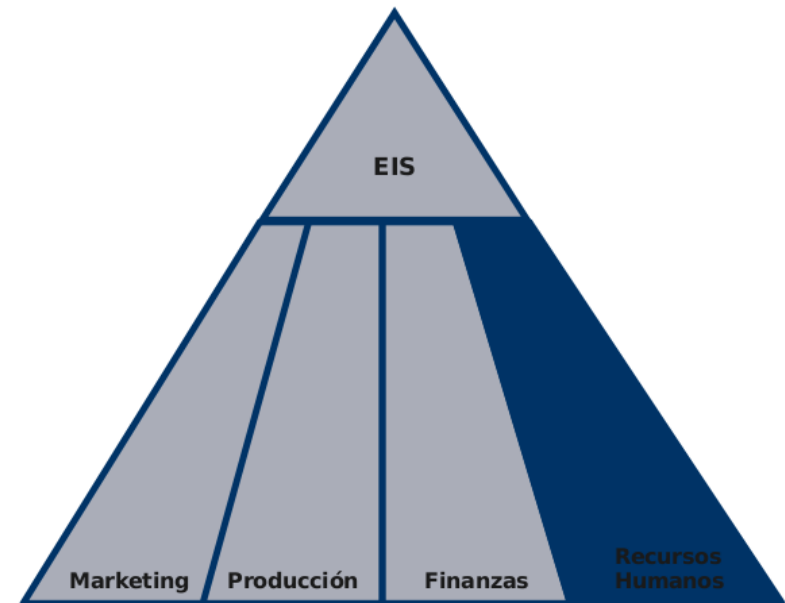 EIS
Marketing
Producción
Finanzas
Recursos
Humanos